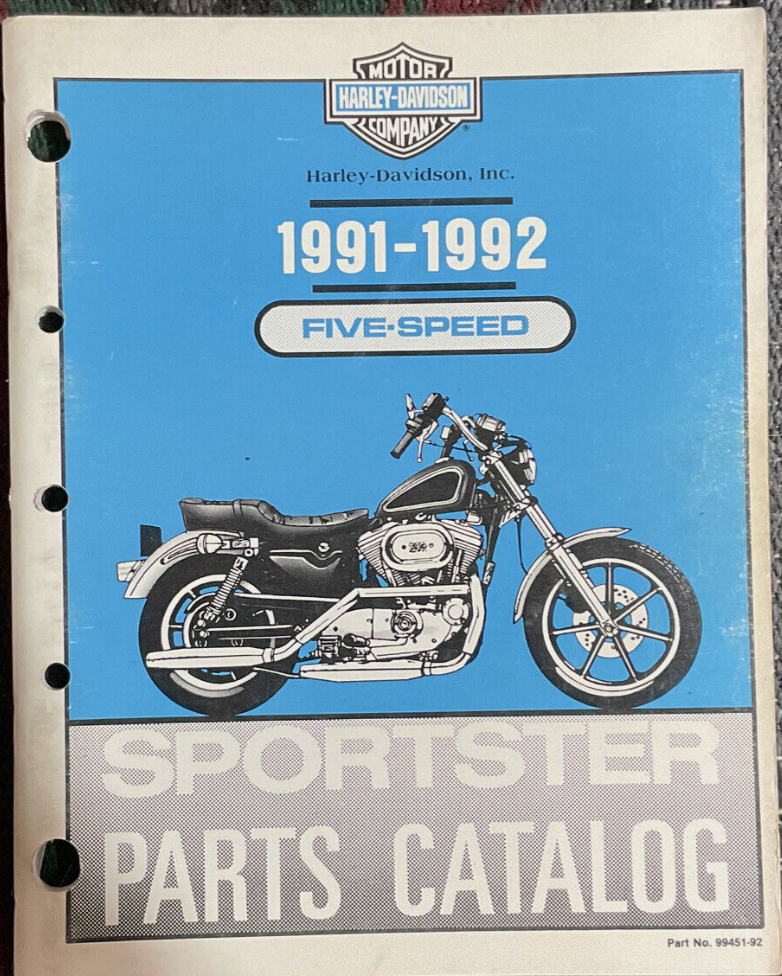 MOTOR
HARLEY-DAVIDSON
COMPANY
®
Harley-Davidson, Inc.
1991-1992
FIVE-SPEED
SPORTSTER
PARTS CATALOG
Part No. 99451-92